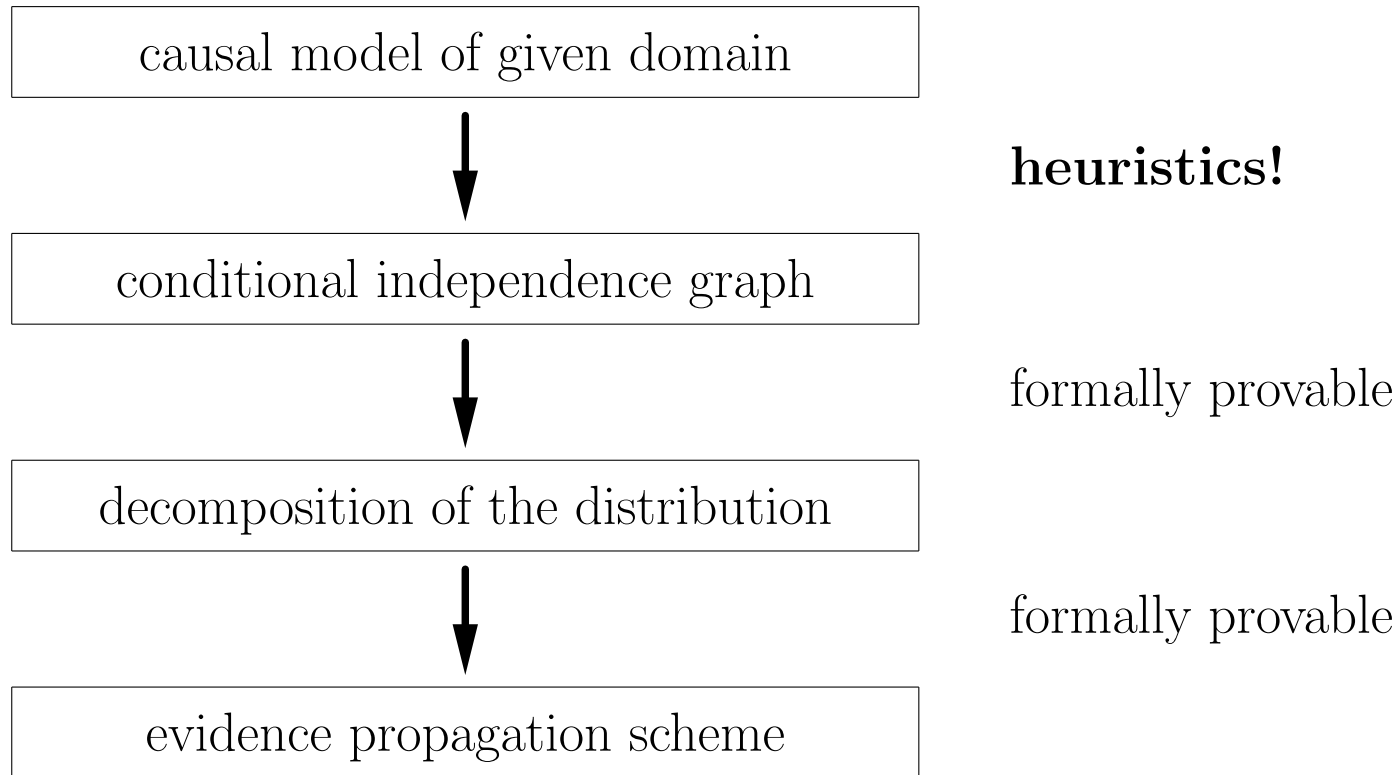 causal model of given domain
heuristics!
conditional independence graph
formally provable
decomposition of the distribution
formally provable
evidence propagation scheme